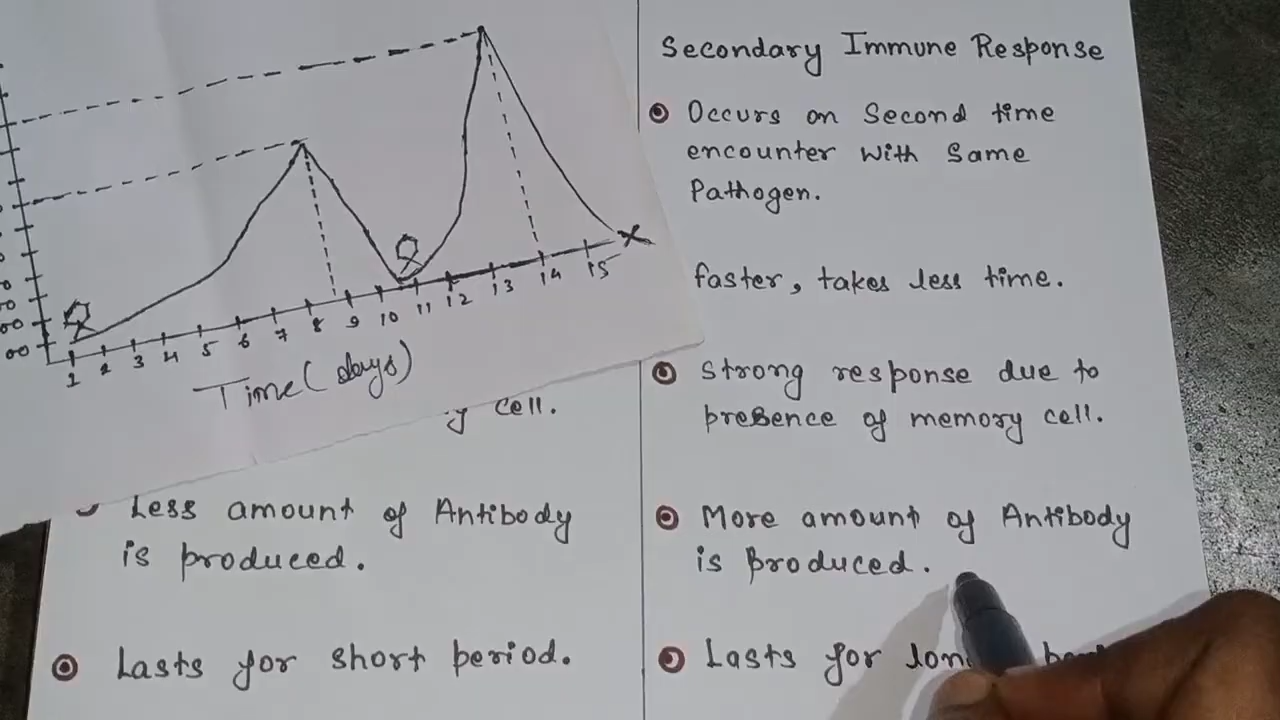 00
00
1 2 3 4 5 6 7 8 9 10 11 12 13 14 15
Time (days)
y cell.
Less amount of Antibody
is produced.
Lasts for short period.
Secondary Immune Response
Occurs on Second time
encounter with Same
Pathogen.
faster, takes less time.
Strong response due to
presence of memory cell.
More amount of Antibody
is produced.
Lasts for